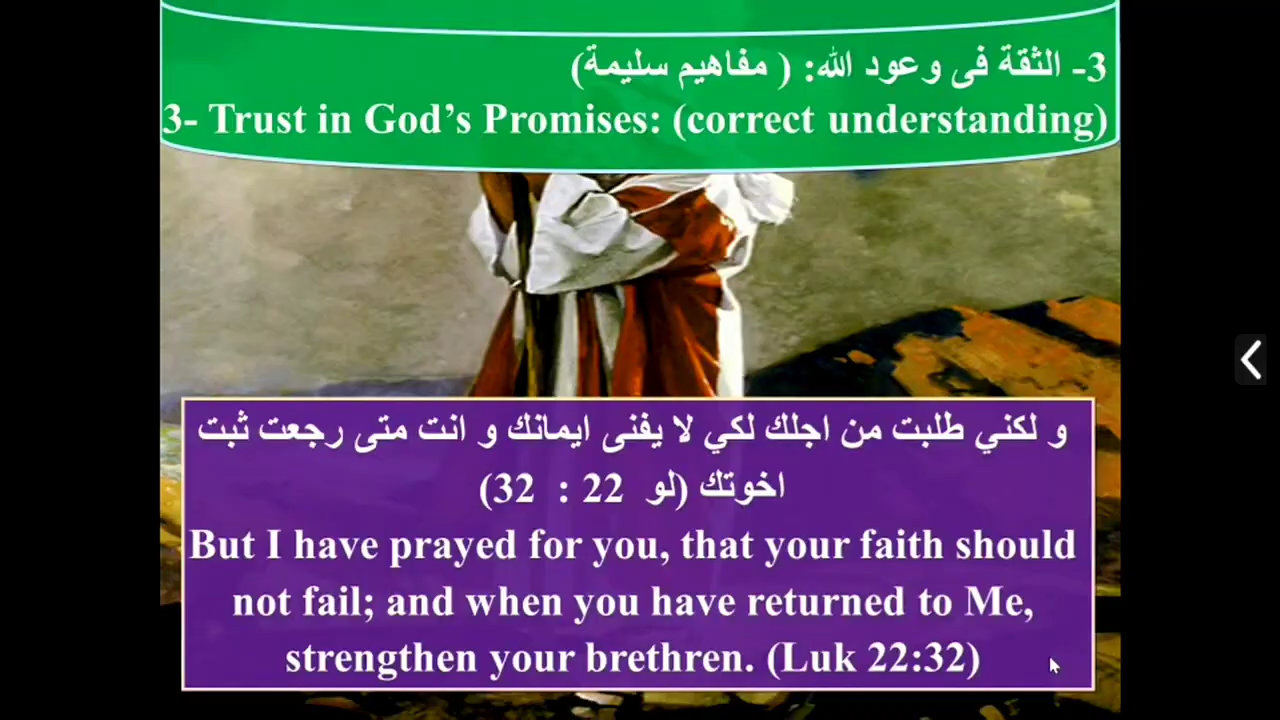 3- الثقة فى وعود الله: ( مفاهيم سليمة)
3- Trust in God’s Promises: (correct understanding)
و لكني طلبت من اجلك لكي لا يفنى ايمانك و انت متى رجعت ثبت
اخوتك (لو 22 : 32)
But I have prayed for you, that your faith should
not fail; and when you have returned to Me,
strengthen your brethren. (Luk 22:32)